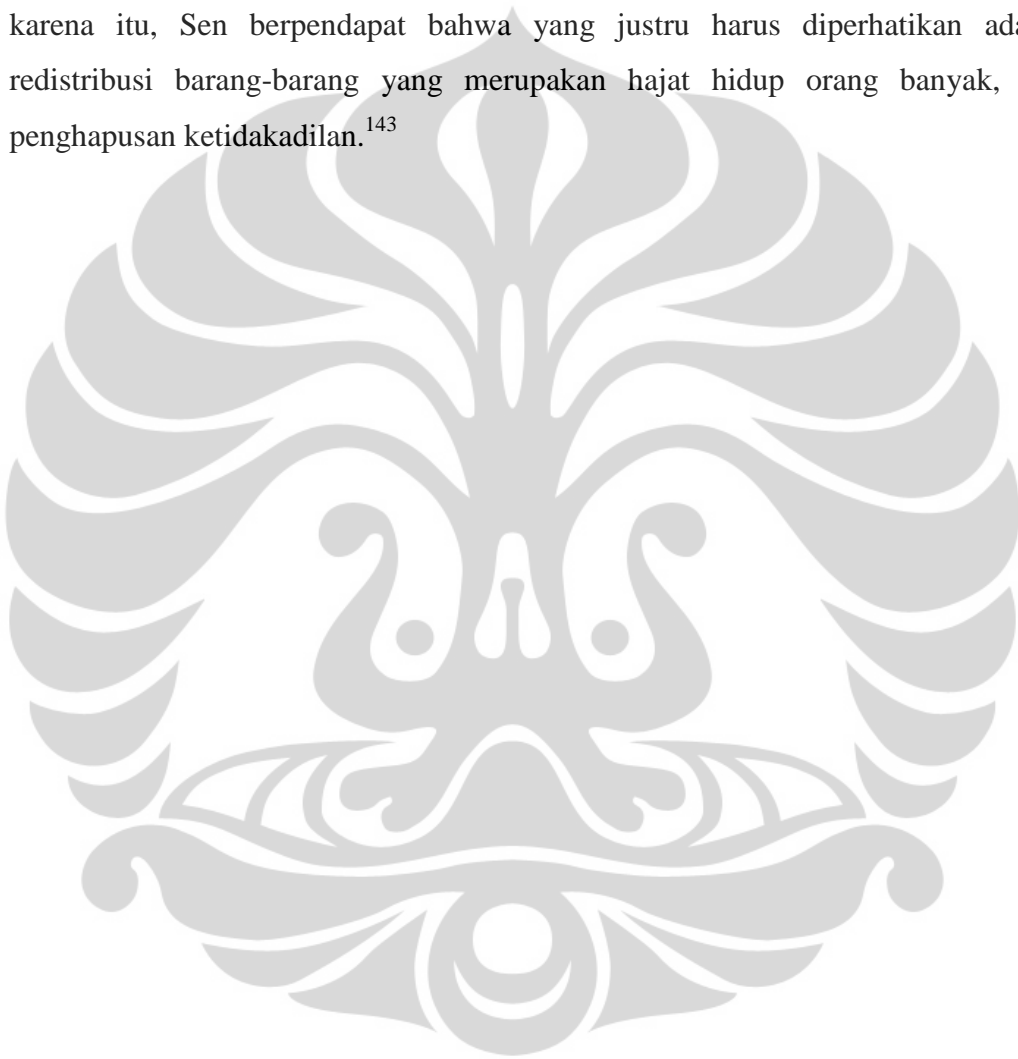 karena itu, Sen berpendapat bahwa yang justru harus diperhatikan
redistribusi barang-barang yang merupakan hajat hidup orang banyak,
penghapusan ketidakadilan.143